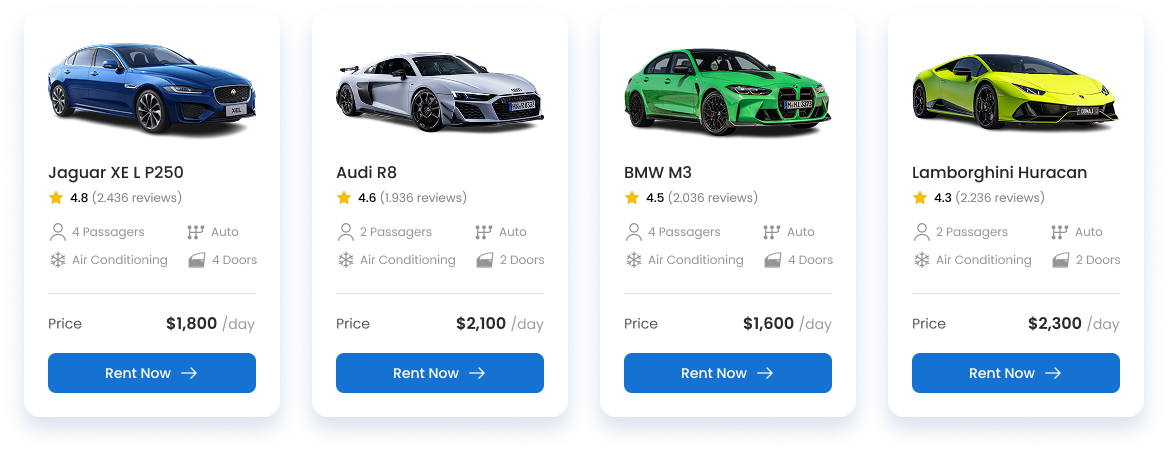 Jaguar XE L P250
4.8 (2.436 reviews)
4 Passagers
Auto
Air Conditioning
4 Doors
Price
$1,800 /day
Rent Now
Audi R8
4.6 (1.936 reviews)
2 Passagers
Auto
Air Conditioning
2 Doors
Price
$2,100 /day
Rent Now
BMW M3
4.5 (2.036 reviews)
4 Passagers
Auto
Air Conditioning
4 Doors
Price
$1,600 /day
Rent Now
Lamborghini Huracan
4.3 (2.236 reviews)
2 Passagers
Auto
Air Conditioning
2 Doors
Price
$2,300 /day
Rent Now